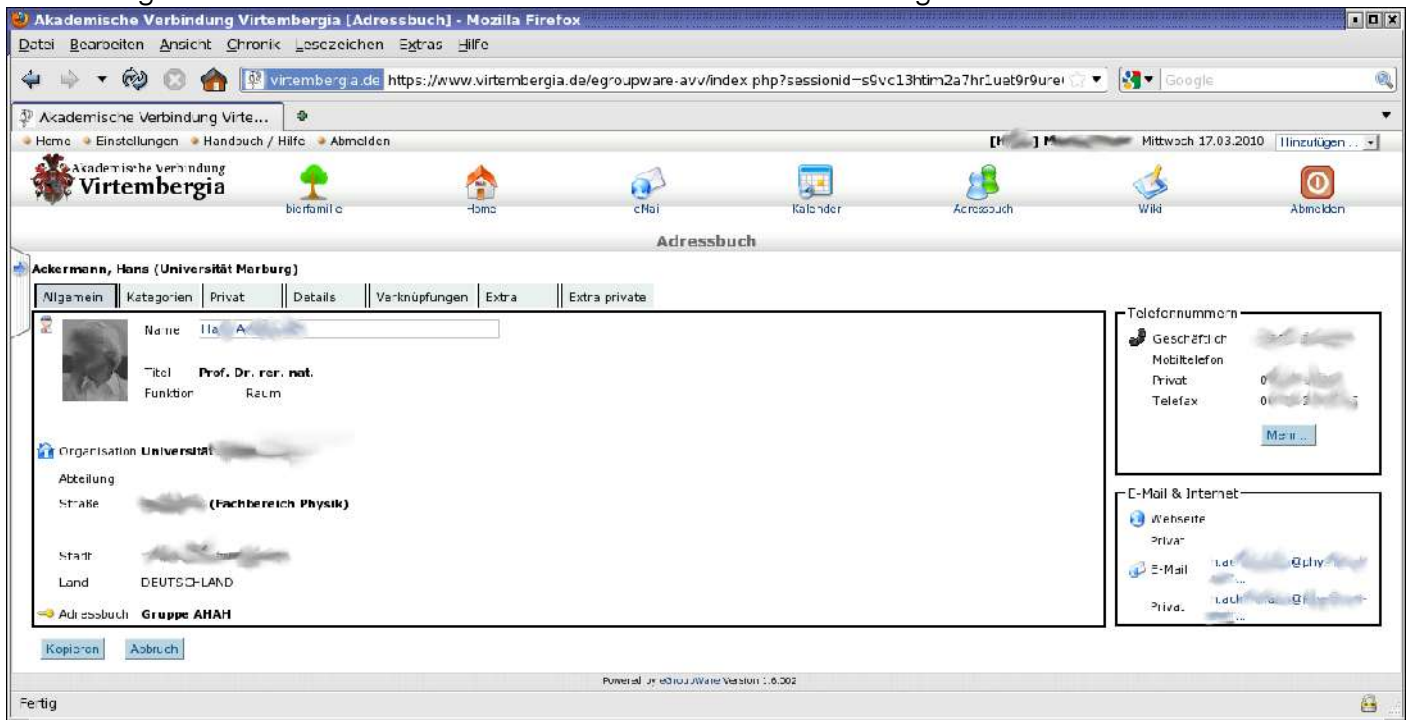 Akademische Verbindung Virtembergia [Adressbuch] - Mozilla Firefox
Datei Bearbeiten Ansicht Chronik Lesezeichen Extras Hilfe
virtembergia.de https://www.virtembergia.de/egroupware-avv/index.php?sessionid=s9vc13htim2a7hr1uet9r9ure Google
Akademische Verbindung Virte...
Home Einstellungen Handbuch / Hilfe Abmelden Mittwoch 17.03.2010 Hinzufügen ...
Akademische Verbindung
Virtembergia
bierfamilie Home eMail Kalender Adressbuch Wiki Abmelden
Adressbuch
Ackermann, Hans (Universität Marburg)
Allgemein Kategorien Privat Details Verknüpfungen Extra Extra private
Name
Titel Prof. Dr. rer. nat.
Funktion Raum
Organisation Universität
Abteilung
Straße (Fachbereich Physik)
Stadt
Land DEUTSCHLAND
Adressbuch Gruppe AHAH
Telefonnummern
Geschäftlich
Mobiltelefon
Privat
Telefax
Mehr...
E-Mail & Internet
Webseite
Privat
E-Mail
Privat
Kopieren Abbruch
Powered by eGroupWare Version 1.6.002
Fertig